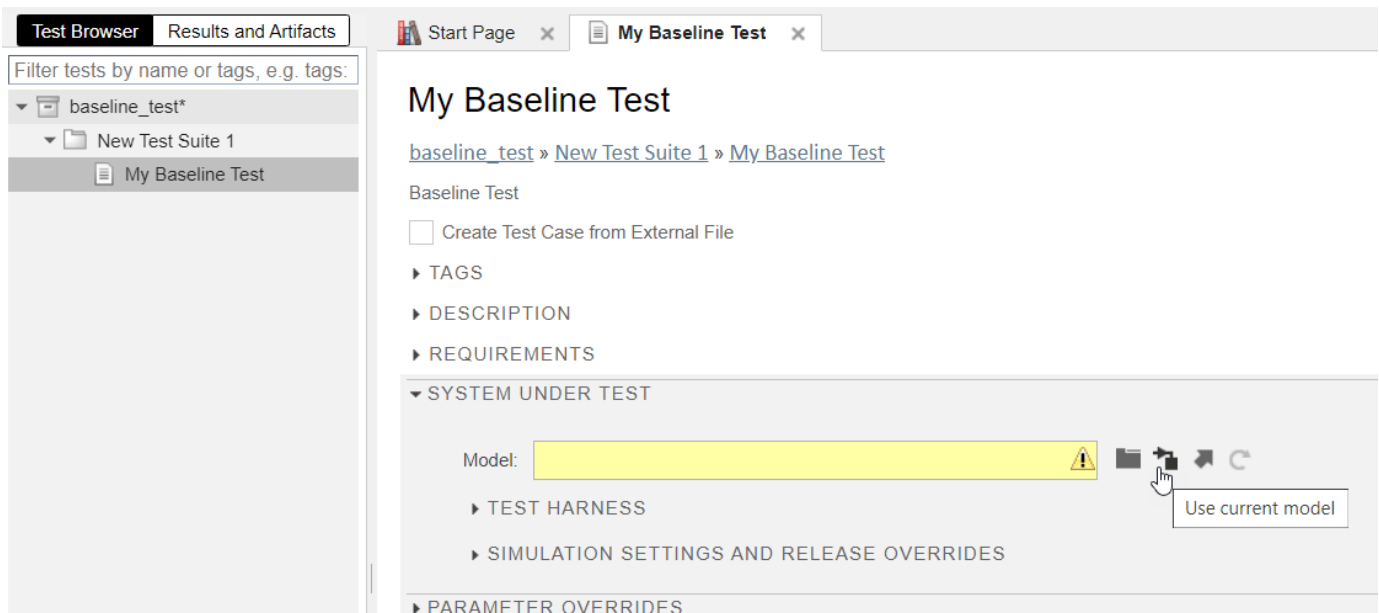 Test Browser Results and Artifacts
Filter tests by name or tags, e.g. tags:
baseline_test*
New Test Suite 1
My Baseline Test
Start Page
My Baseline Test
My Baseline Test
baseline_test » New Test Suite 1 » My Baseline Test
Baseline Test
Create Test Case from External File
TAGS
DESCRIPTION
REQUIREMENTS
SYSTEM UNDER TEST
Model:
Use current model
TEST HARNESS
SIMULATION SETTINGS AND RELEASE OVERRIDES
PARAMETER OVERRIDES